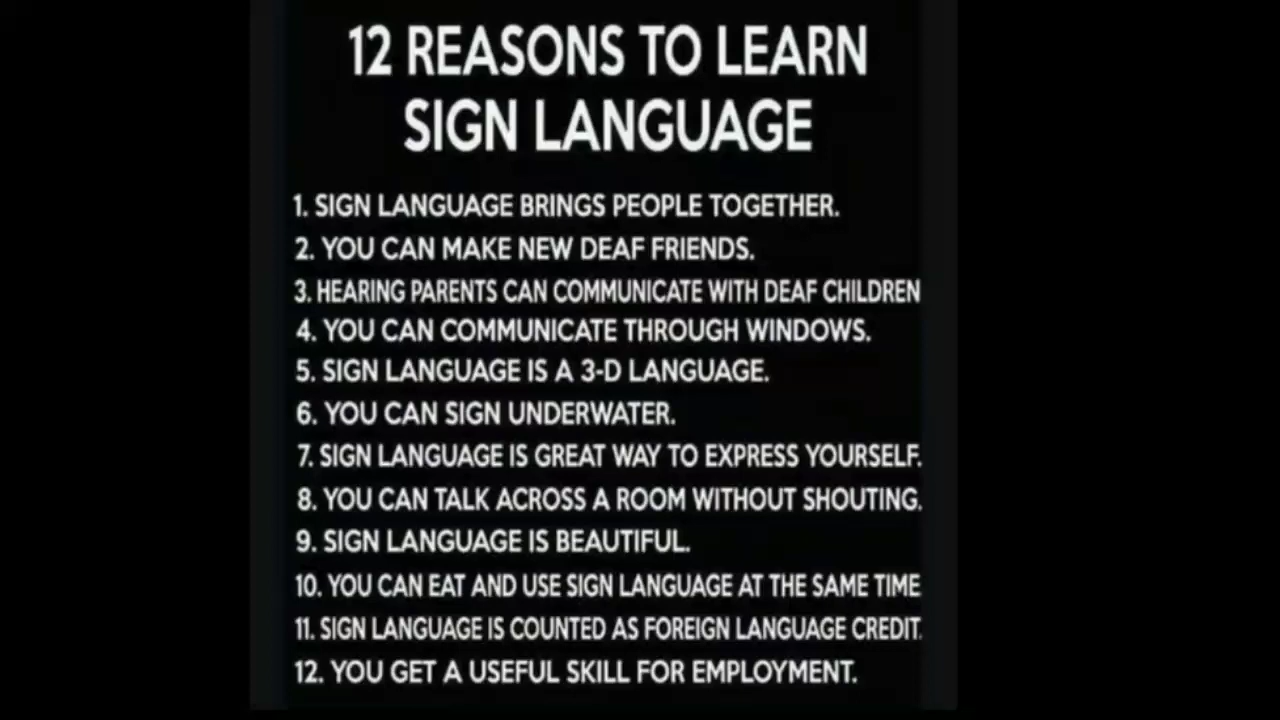 12 REASONS TO LEARN
SIGN LANGUAGE
1. SIGN LANGUAGE BRINGS PEOPLE TOGETHER.
2. YOU CAN MAKE NEW DEAF FRIENDS.
3. HEARING PARENTS CAN COMMUNICATE WITH DEAF CHILDREN
4. YOU CAN COMMUNICATE THROUGH WINDOWS.
5. SIGN LANGUAGE IS A 3-D LANGUAGE.
6. YOU CAN SIGN UNDERWATER.
7. SIGN LANGUAGE IS GREAT WAY TO EXPRESS YOURSELF.
8. YOU CAN TALK ACROSS A ROOM WITHOUT SHOUTING.
9. SIGN LANGUAGE IS BEAUTIFUL.
10. YOU CAN EAT AND USE SIGN LANGUAGE AT THE SAME TIME
11. SIGN LANGUAGE IS COUNTED AS FOREIGN LANGUAGE CREDIT.
12. YOU GET A USEFUL SKILL FOR EMPLOYMENT.